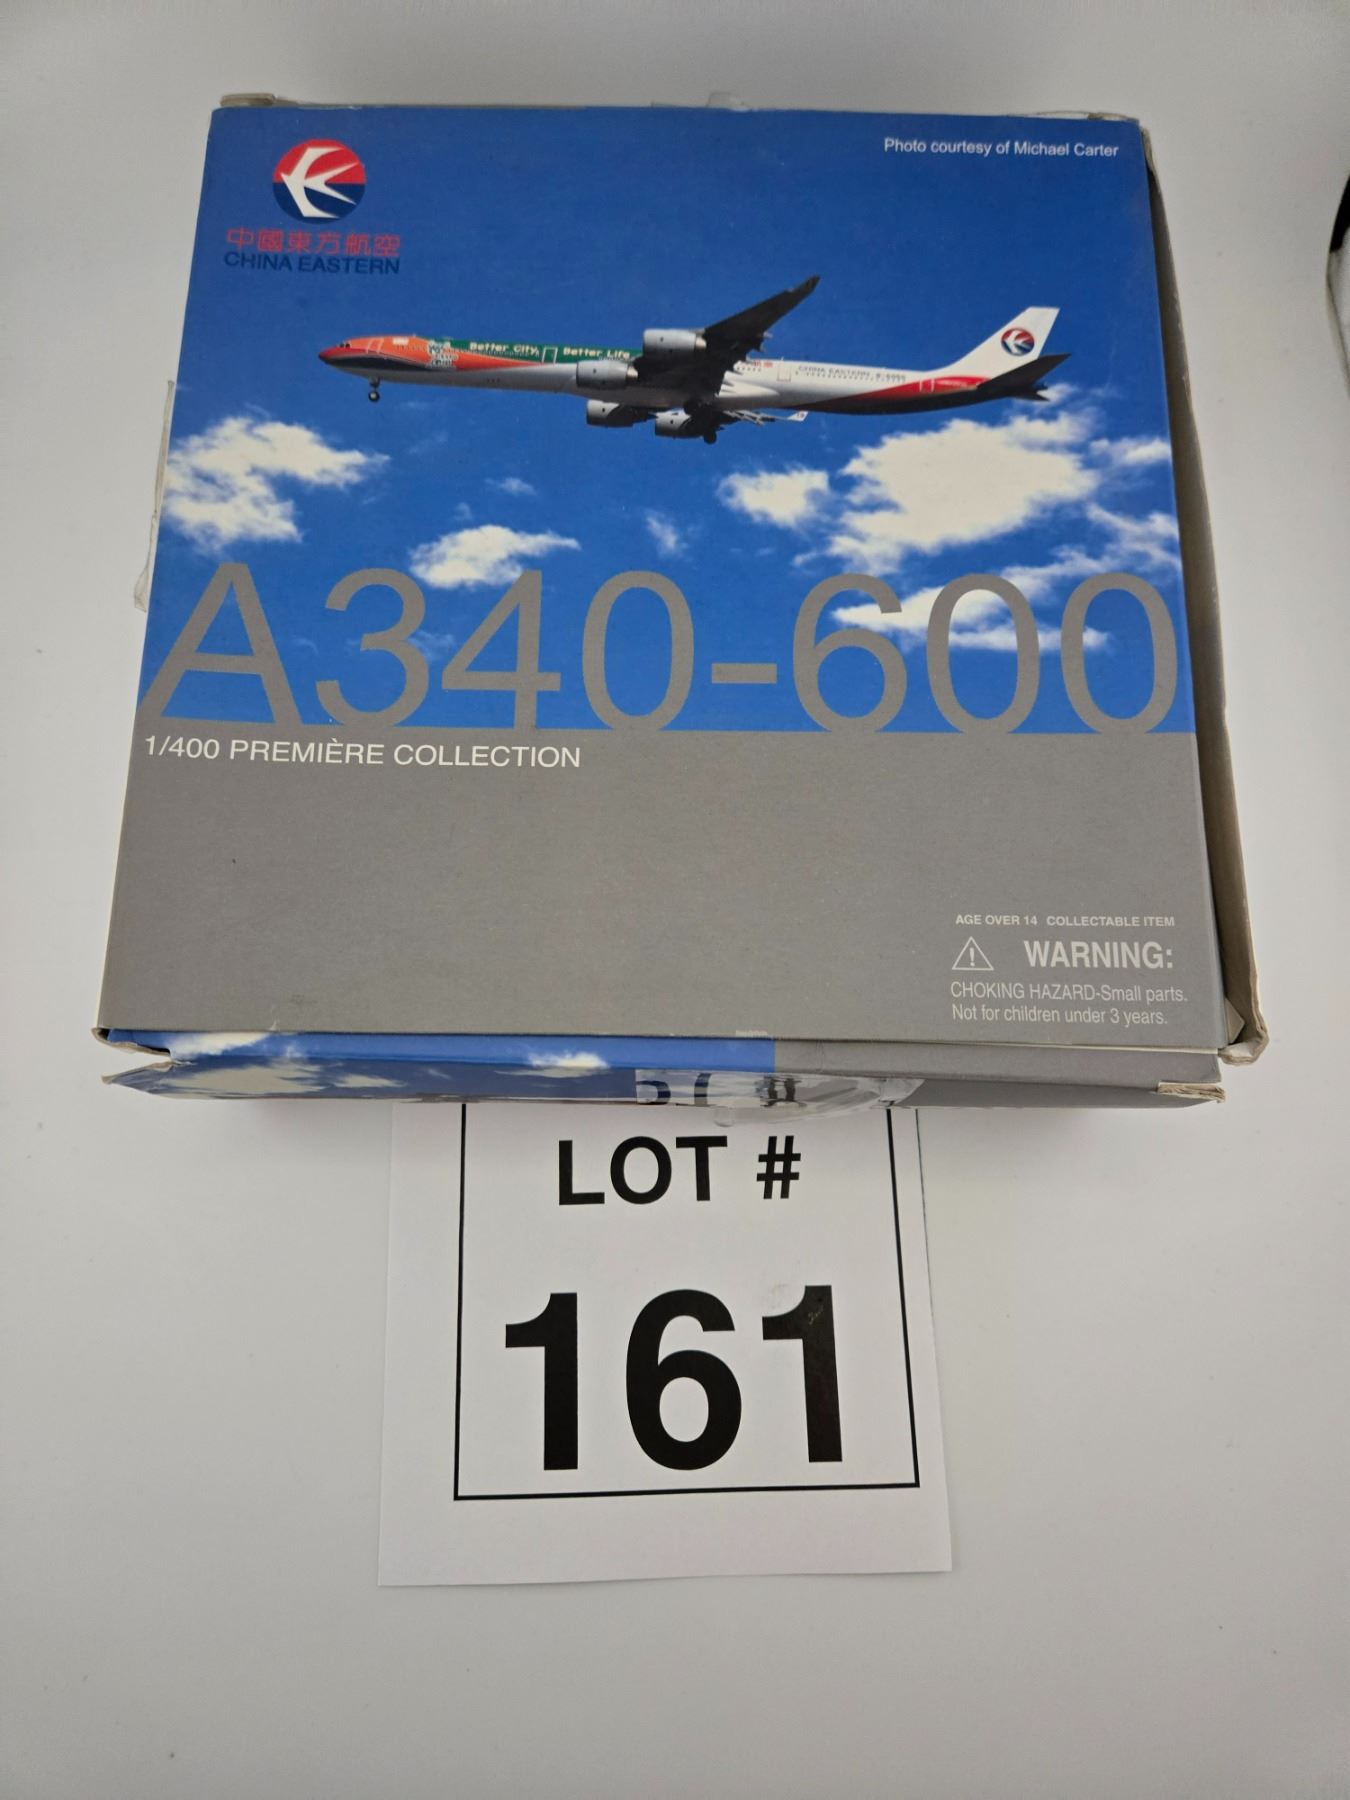 Photo courtesy of Michael Carter
中國東方航空
CHINA EASTERN
Better City, Better Life
CHINA EASTERN
A340-600
1/400 PREMIÈRE COLLECTION
AGE OVER 14 COLLECTABLE ITEM
WARNING:
CHOKING HAZARD-Small parts.
Not for children under 3 years.
LOT #
161